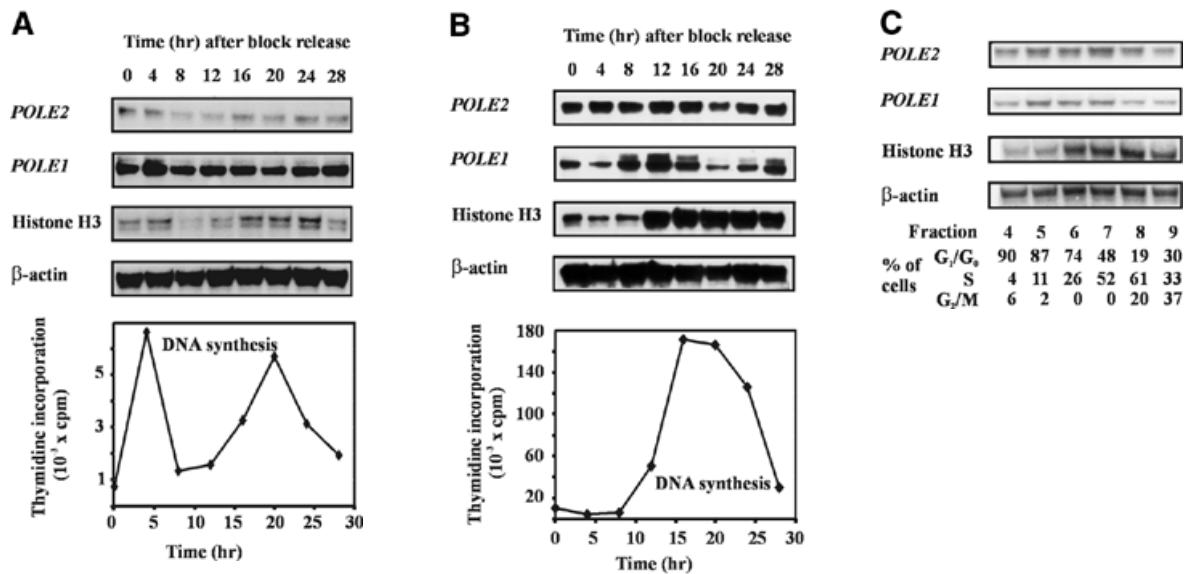 A
Time (hr) after block release
0 4 8 12 16 20 24 28
POLE2
POLE1
Histone H3
β-actin
Thymidine incorporation
(10⁻³ x cpm)
DNA synthesis
5
3
1
0 5 10 15 20 25 30
Time (hr)
B
Time (hr) after block release
0 4 8 12 16 20 24 28
POLE2
POLE1
Histone H3
β-actin
Thymidine incorporation
(10⁻³ x cpm)
180
140
100
60
20
DNA synthesis
0 5 10 15 20 25 30
Time (hr)
C
POLE2
POLE1
Histone H3
β-actin
Fraction 4 5 6 7 8 9
% of cells
G₁/G₀ 90 87 74 48 19 30
S 4 11 26 52 61 33
G₂/M 6 2 0 0 20 37